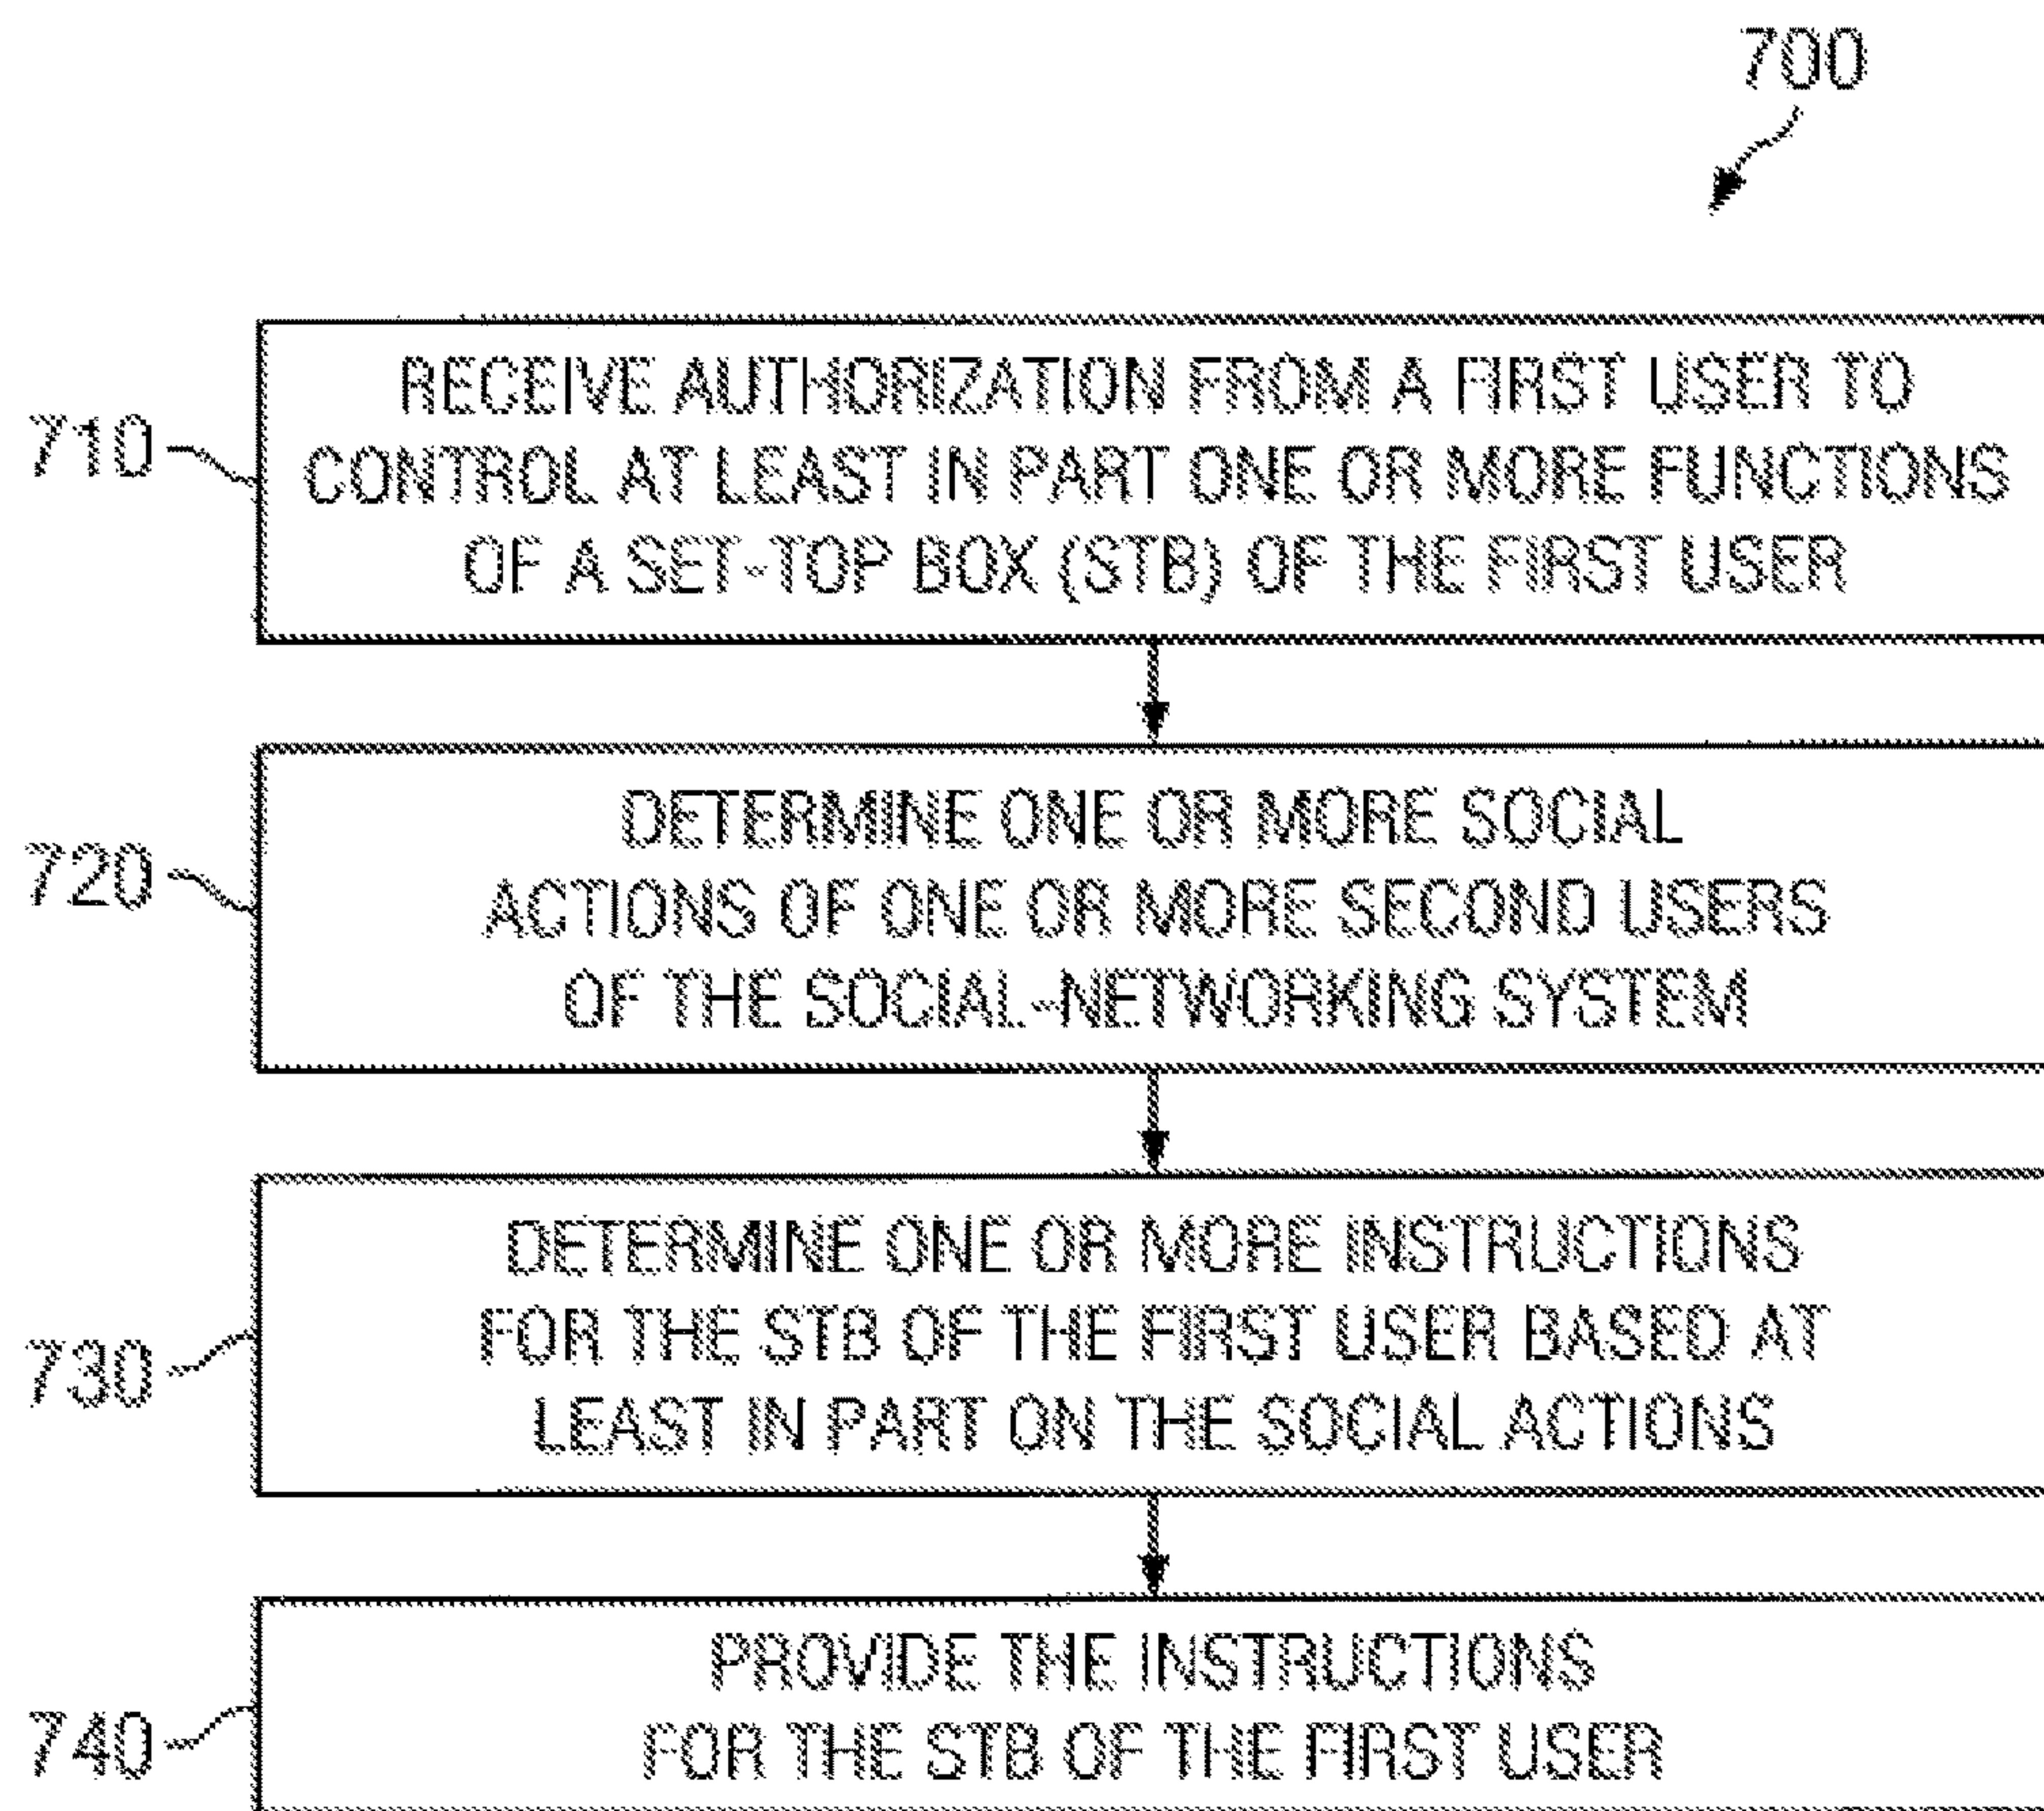 700
710
RECEIVE AUTHORIZATION FROM A FIRST USER TO
CONTROL AT LEAST IN PART ONE OR MORE FUNCTIONS
OF A SET-TOP BOX (STB) OF THE FIRST USER
720
DETERMINE ONE OR MORE SOCIAL
ACTIONS OF ONE OR MORE SECOND USERS
OF THE SOCIAL-NETWORKING SYSTEM
730
DETERMINE ONE OR MORE INSTRUCTIONS
FOR THE STB OF THE FIRST USER BASED AT
LEAST IN PART ON THE SOCIAL ACTIONS
740
PROVIDE THE INSTRUCTIONS
FOR THE STB OF THE FIRST USER